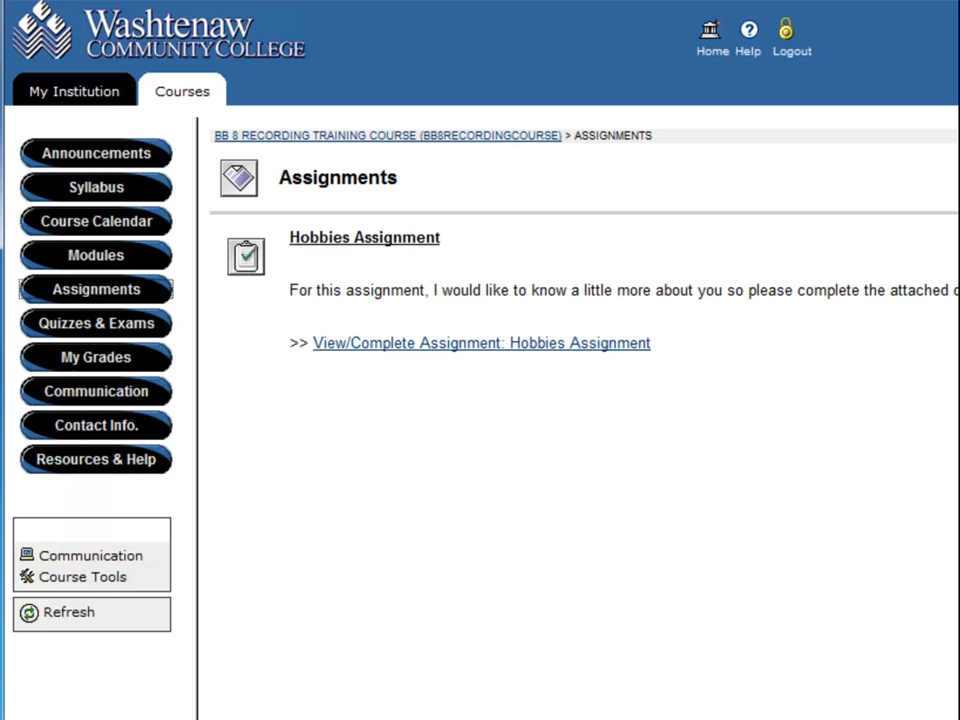 Washtenaw
COMMUNITY COLLEGE
Home Help Logout
My Institution Courses
BB 8 RECORDING TRAINING COURSE (BB8RECORDINGCOURSE) > ASSIGNMENTS
Assignments
Announcements
Syllabus
Course Calendar
Modules
Assignments
Quizzes & Exams
My Grades
Communication
Contact Info.
Resources & Help
Hobbies Assignment
For this assignment, I would like to know a little more about you so please complete the attached
>> View/Complete Assignment: Hobbies Assignment
Communication
Course Tools
Refresh